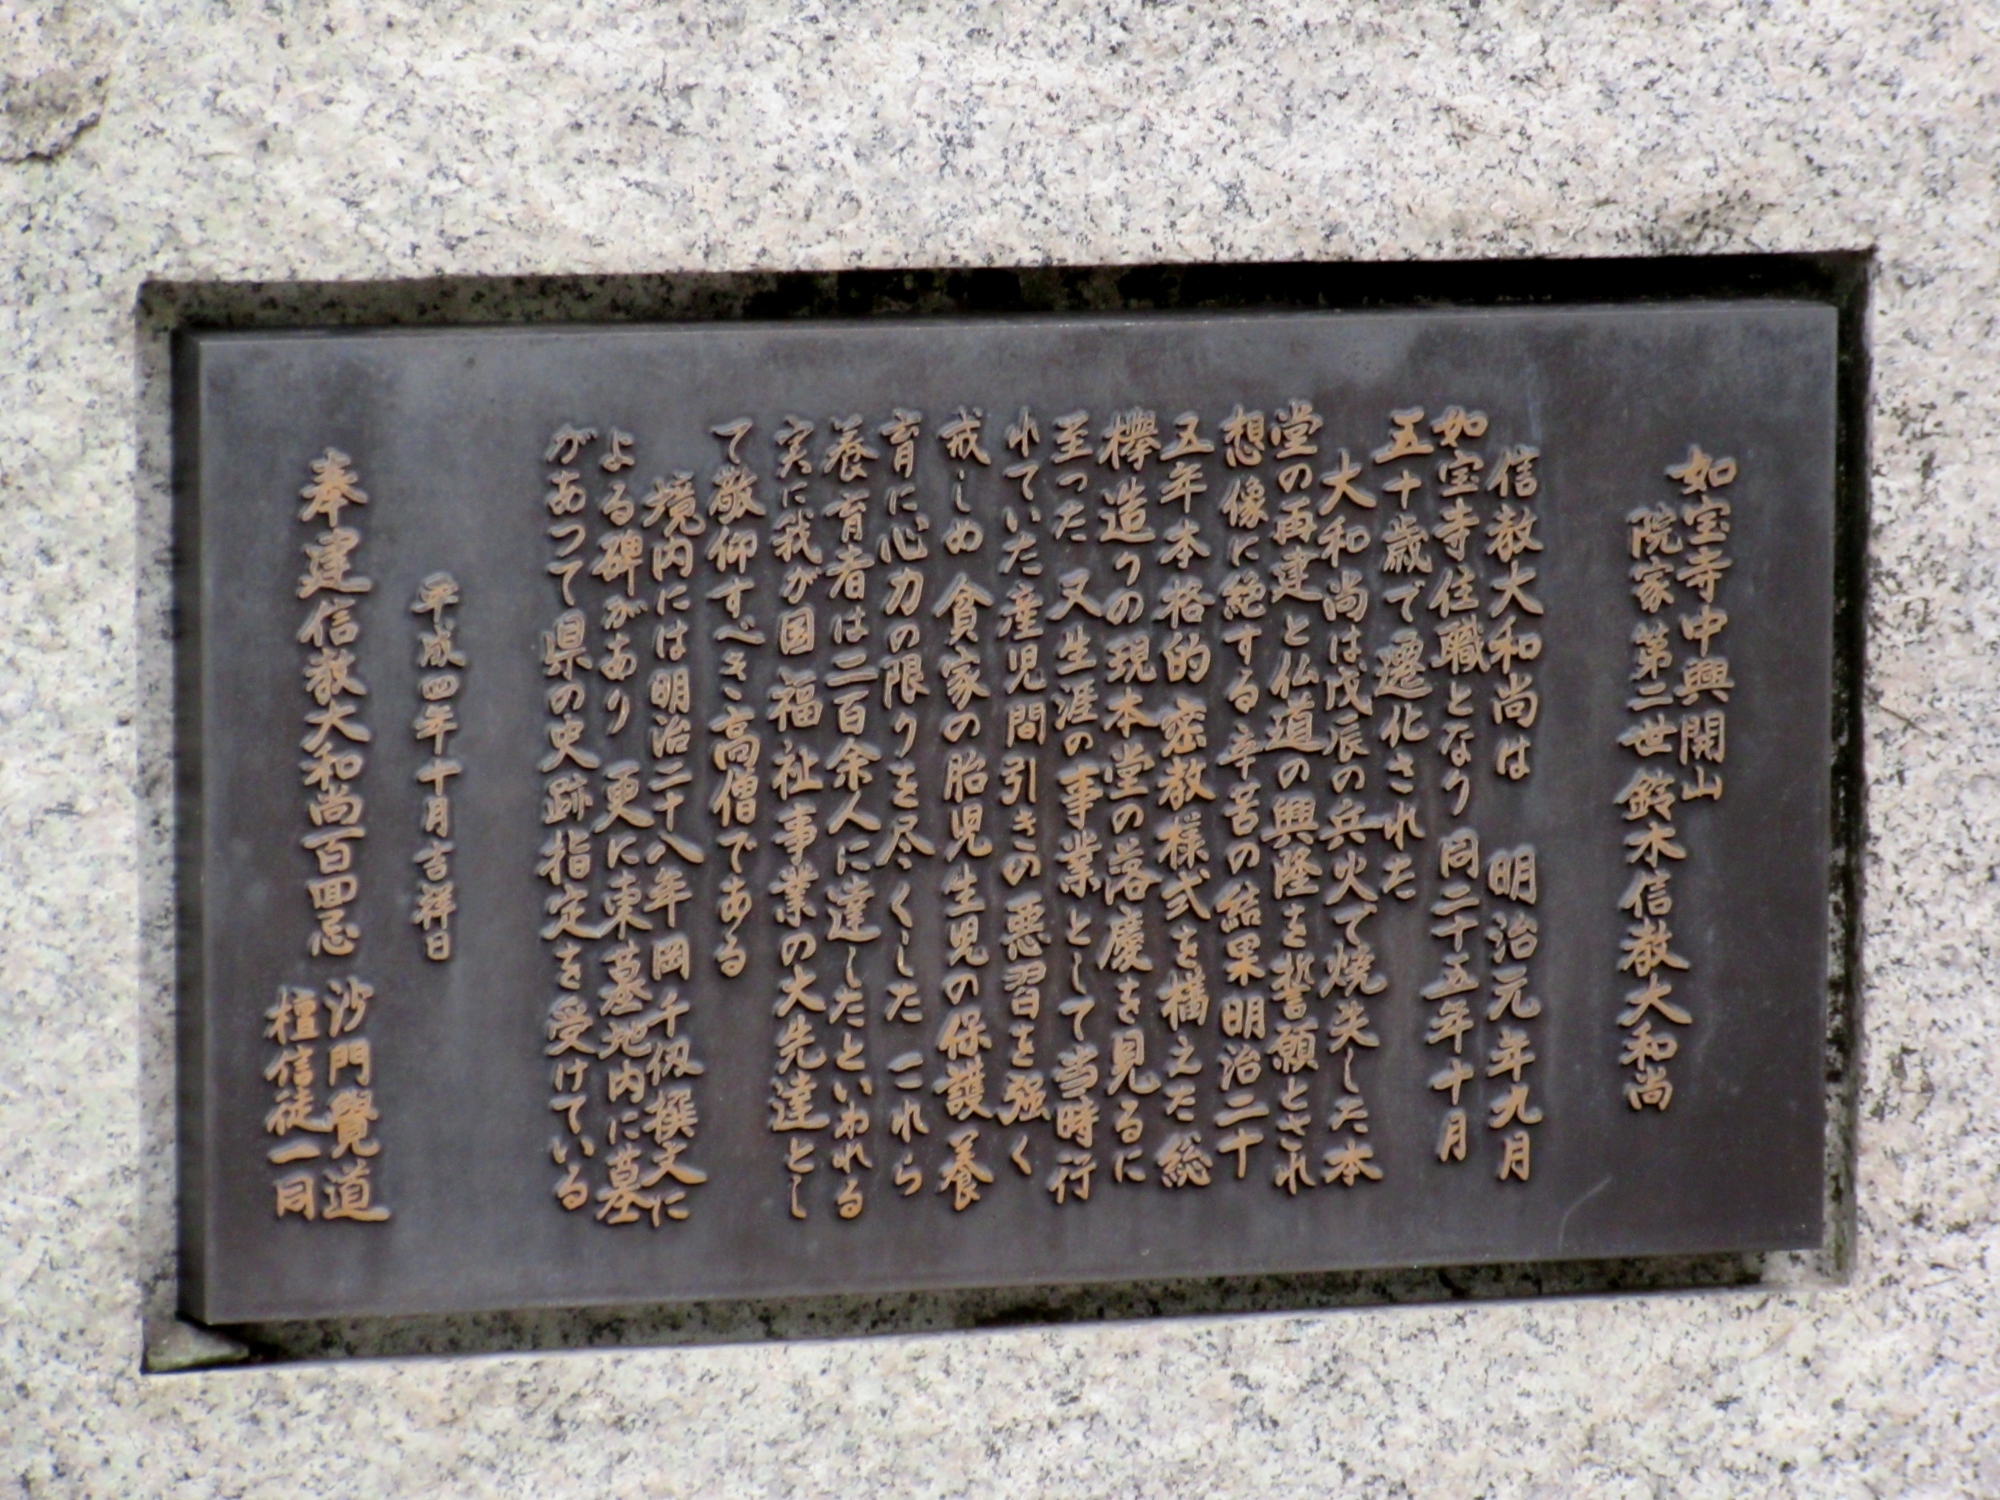 如宝寺中興開山
院家第二世鈴木信教大和尚
信教大和尚は 明治元年九月
如宝寺住職となり 同二十五年十月
五十歳で遷化された
大和尚は戊辰の兵火で焼失した本
堂の再建と仏道の興隆を誓願とされ
想像に絶する辛苦の結果明治二十
五年本格的密教様式を構えた総
欅造りの現本堂の落慶を見るに
至った 又生涯の事業として当時行
れていた産児間引きの悪習を強く
戒しめ 貧家の胎児生児の保護養
育に心力の限りを尽くした これら
養育者は二百余人に達したといわれる
実に我が国福祉事業の大先達とし
て敬仰すべき高僧である
境内には明治二十八年岡千仭撰文に
よる碑があり 更に東墓地内に墓
があつて県の史跡指定を受けている
平成四年十月吉祥日
奉建信教大和尚百回忌 沙門覺道
檀信徒一同